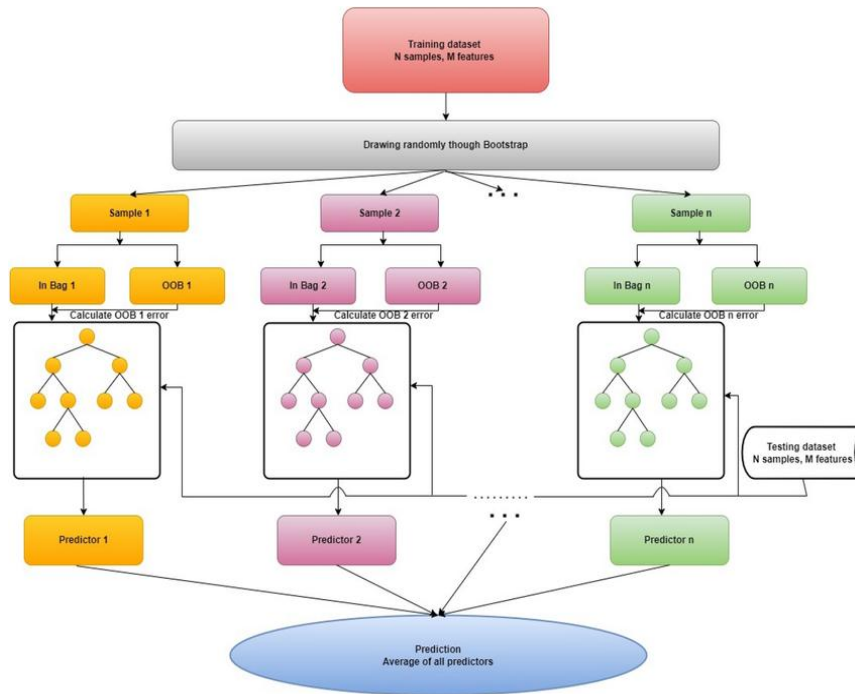 Training dataset
N samples, M features
Drawing randomly though Bootstrap
Sample 1
Sample 2
Sample n
In Bag 1
OOB 1
In Bag 2
OOB 2
In Bag n
OOB n
Calculate OOB 1 error
Calculate OOB 2 error
Calculate OOB n error
Testing dataset
N samples, M features
Predictor 1
Predictor 2
Predictor n
Prediction
Average of all predictors